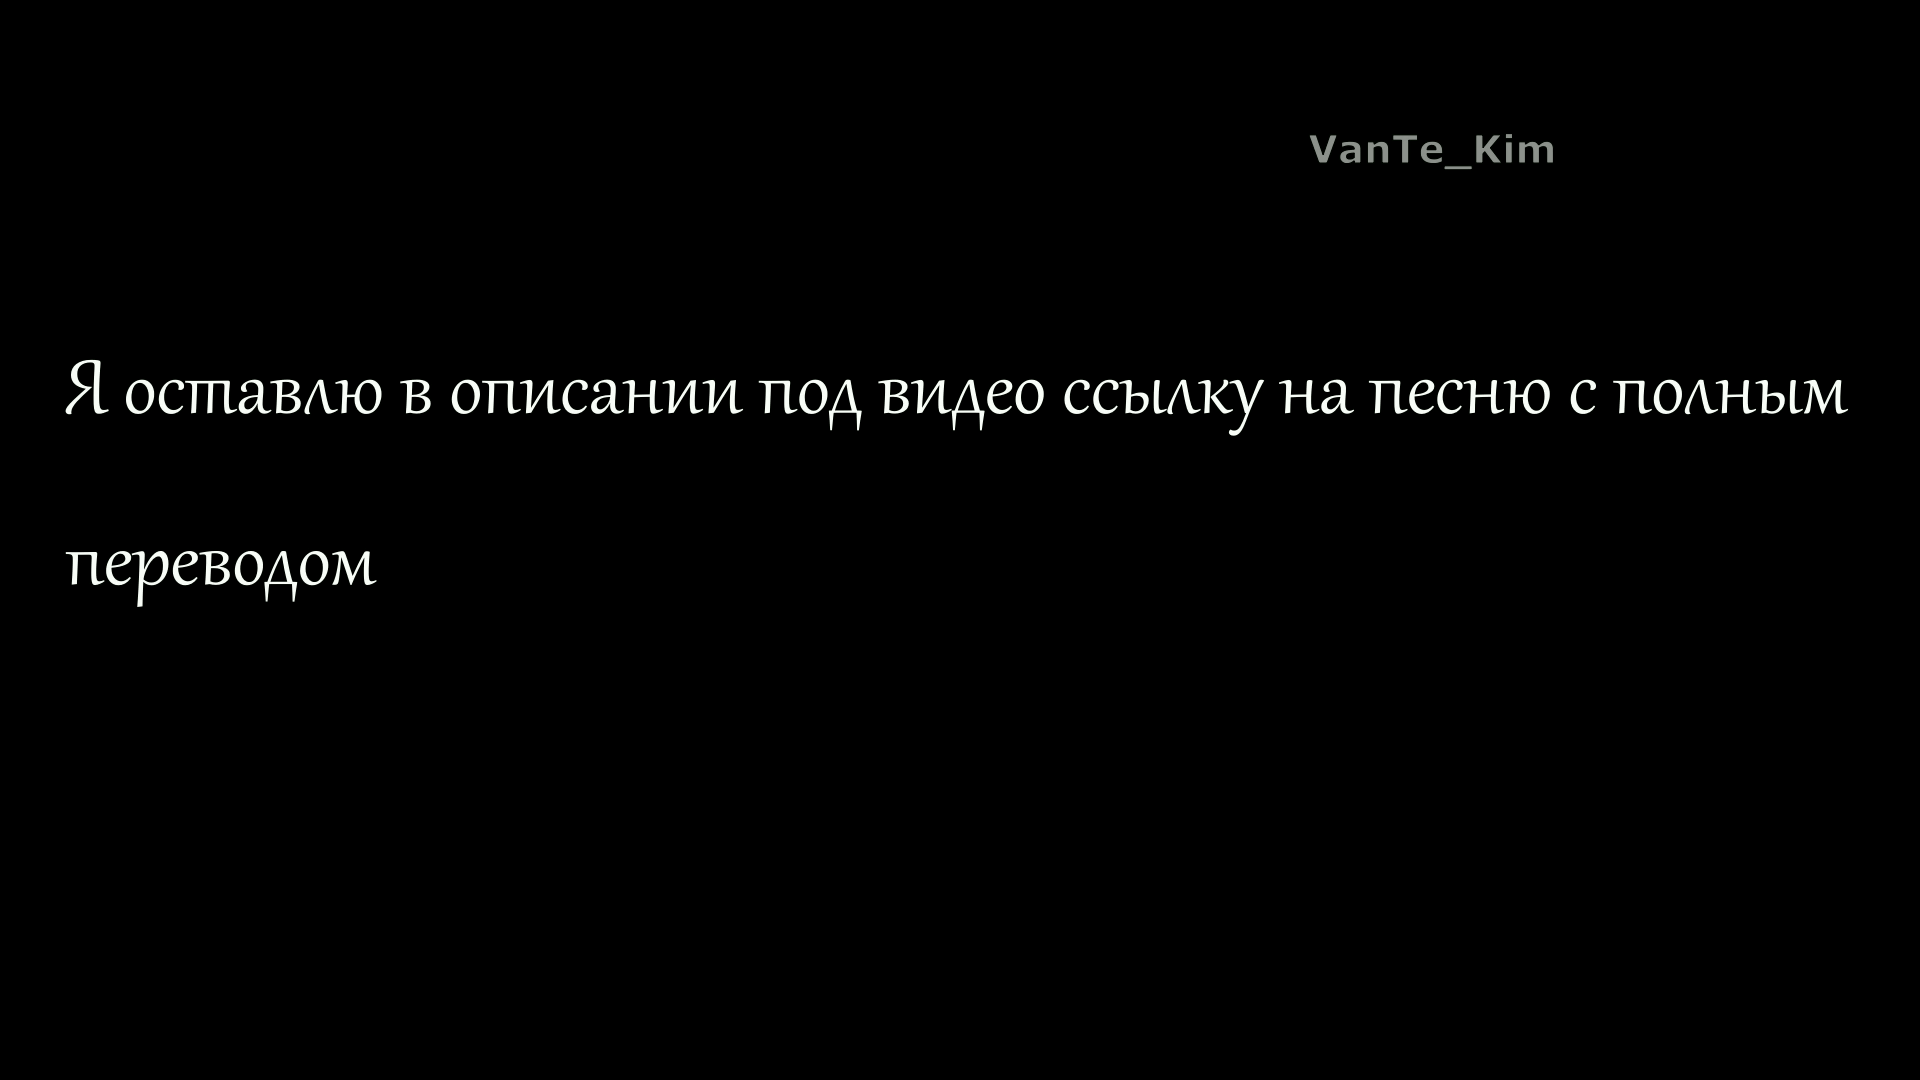 VanTe_Kim
Я оставлю в описании под видео ссылку на песню с полным
переводом